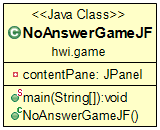 <<Java Class>>
NoAnswerGameJF
hwi.game
contentPane: JPanel
main(String[]):void
NoAnswerGameJF()